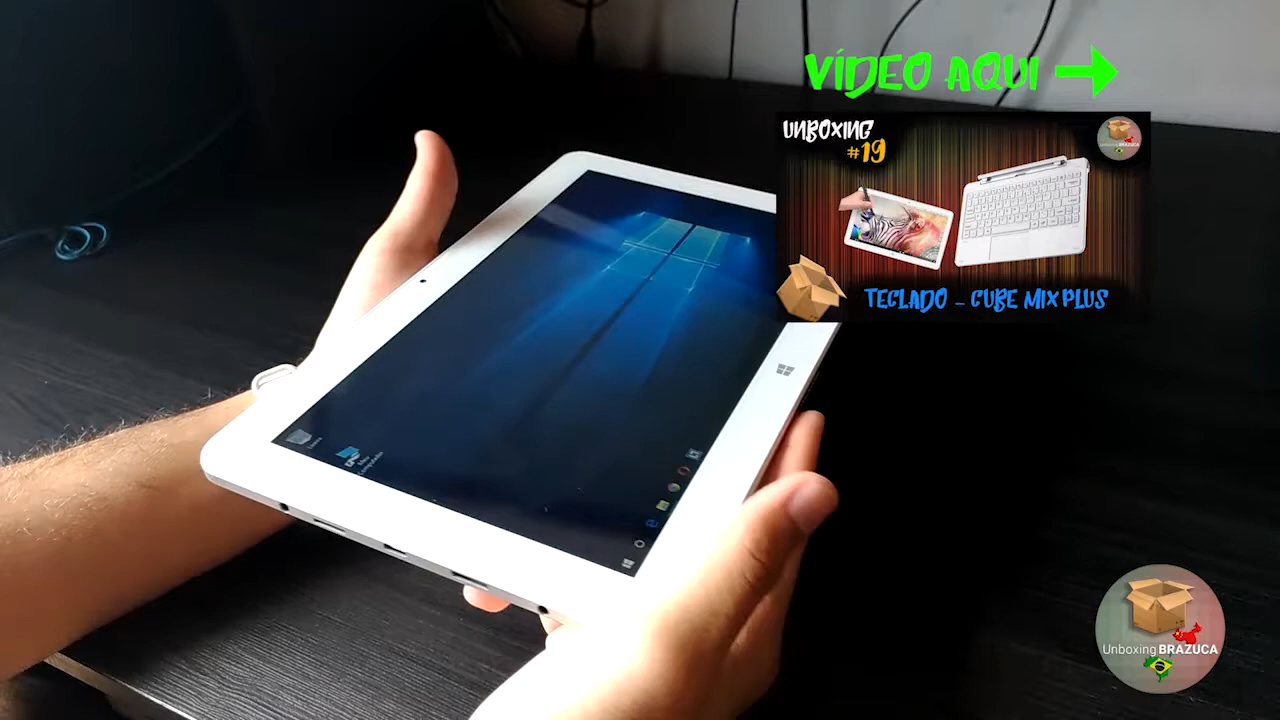 VÍDEO AQUI
UNBOXING
#19
TECLADO - CUBE MIX PLUS
Unboxing BRAZUCA